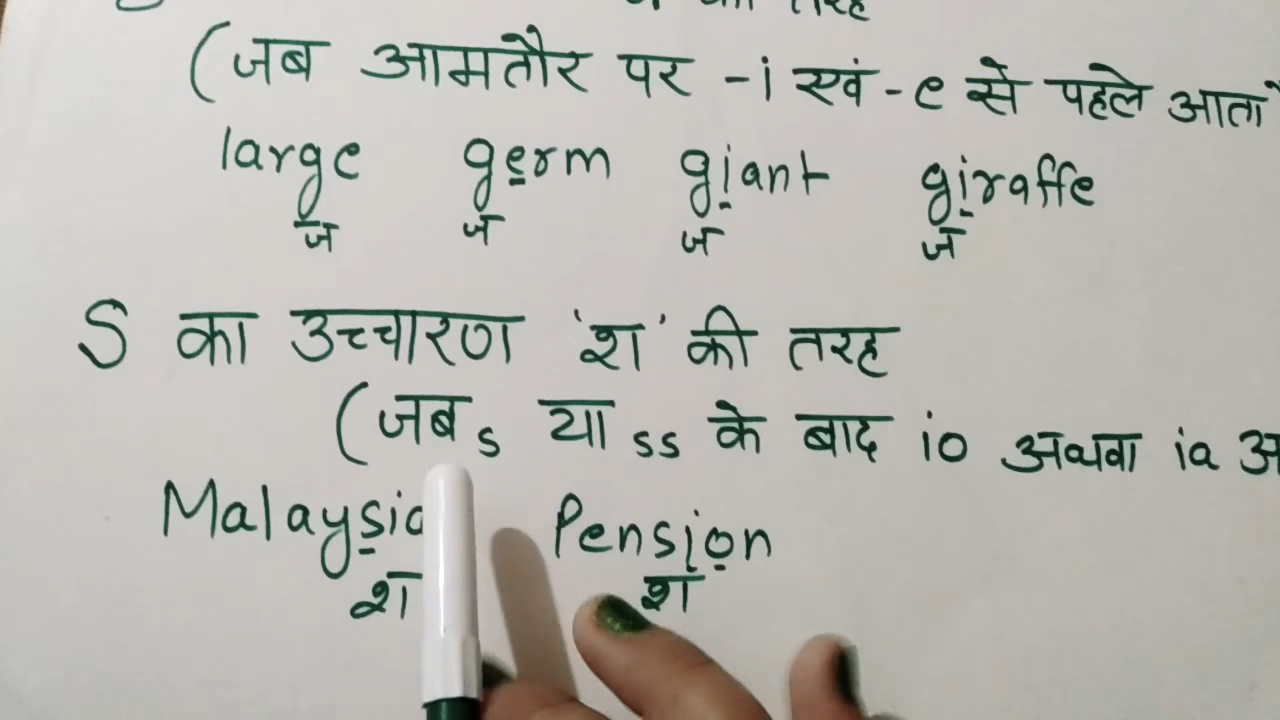 तरह
(जब आमतौर पर -i एवं -e से पहले आता
large germ giant giraffe
ज ज ज ज
S का उच्चारण 'श' की तरह
(जब s या ss के बाद io अथवा ia
Malaysia Pension
श श